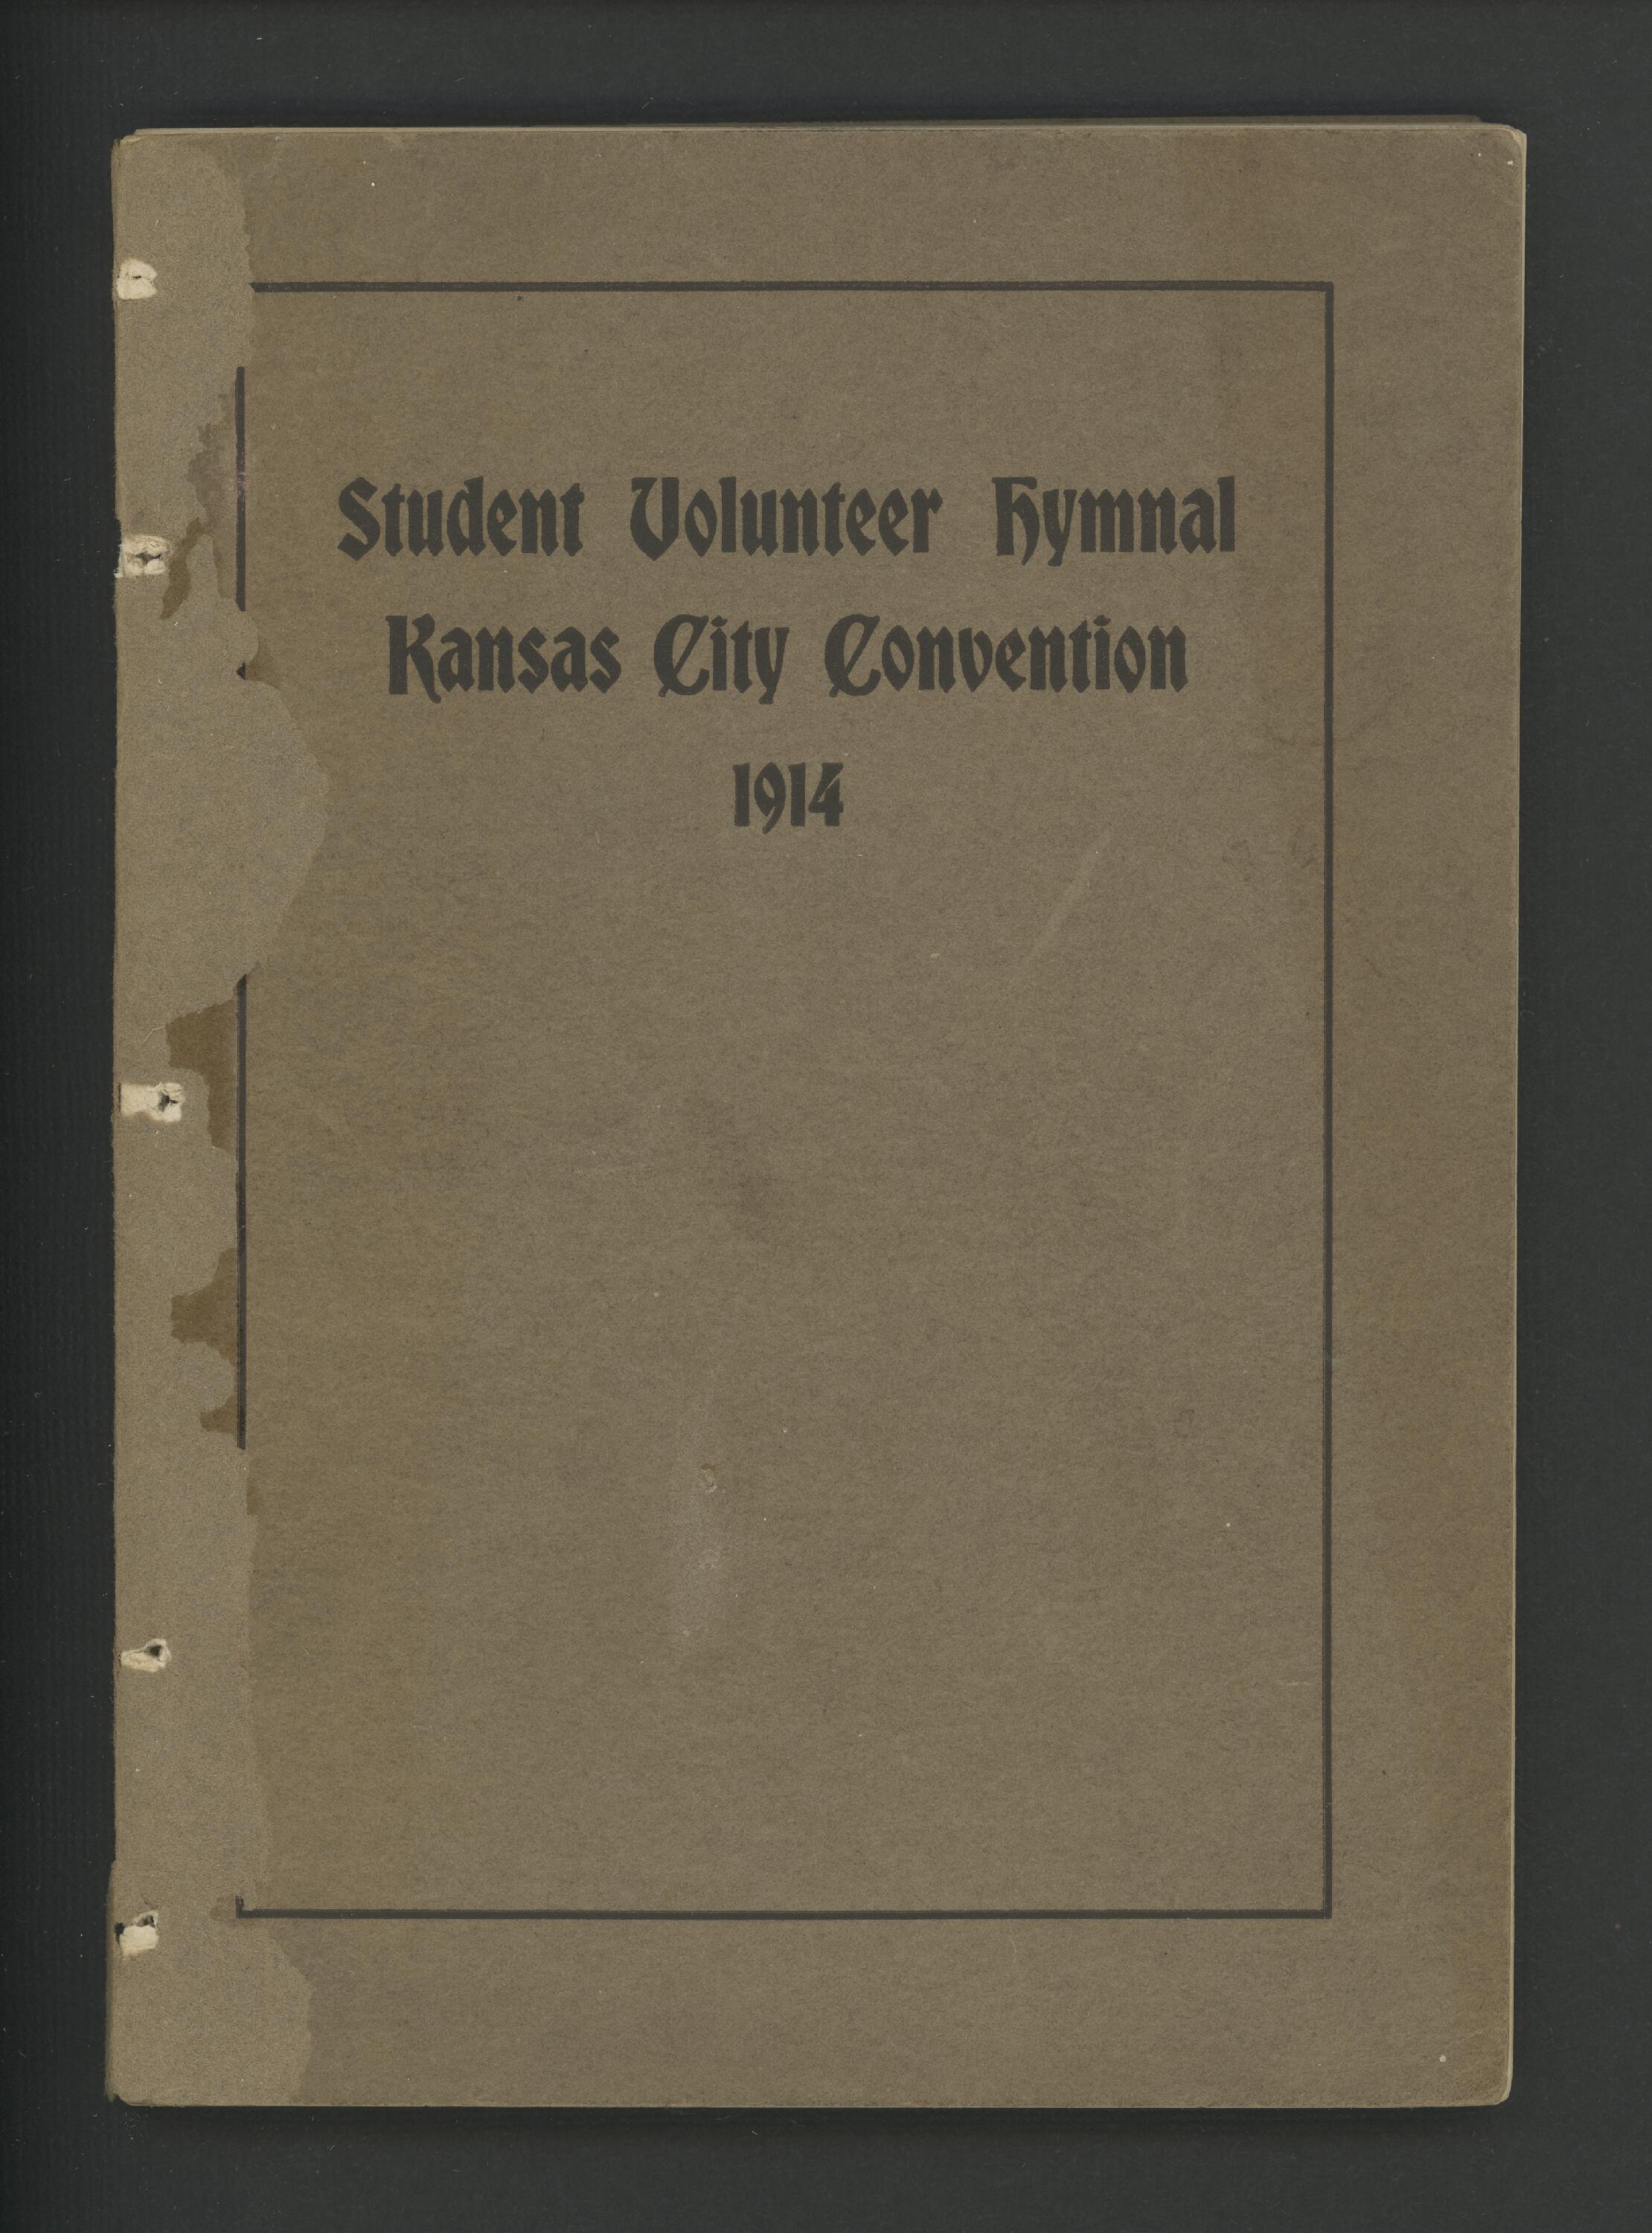 Student Volunteer Hymnal
Kansas City Convention
1914